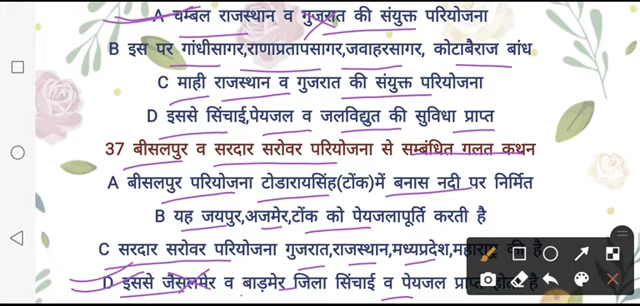 A चम्बल राजस्थान व गुजरात की संयुक्त परियोजना
B इस पर गांधीसागर,राणाप्रतापसागर,जवाहरसागर, कोटाबैराज बांध
C माही राजस्थान व गुजरात की संयुक्त परियोजना
D इससे सिंचाई,पेयजल व जलविद्युत की सुविधा प्राप्त
37 बीसलपुर व सरदार सरोवर परियोजना से सम्बंधित गलत कथन
A बीसलपुर परियोजना टोडारायसिंह(टोंक)में बनास नदी पर निर्मित
B यह जयपुर,अजमेर,टोंक को पेयजलापूर्ति करती है
C सरदार सरोवर परियोजना गुजरात,राजस्थान,मध्यप्रदेश,महाराष्ट्र की है
D इससे जैसलमेर व बाड़मेर जिला सिंचाई व पेयजल प्राप्त होता है